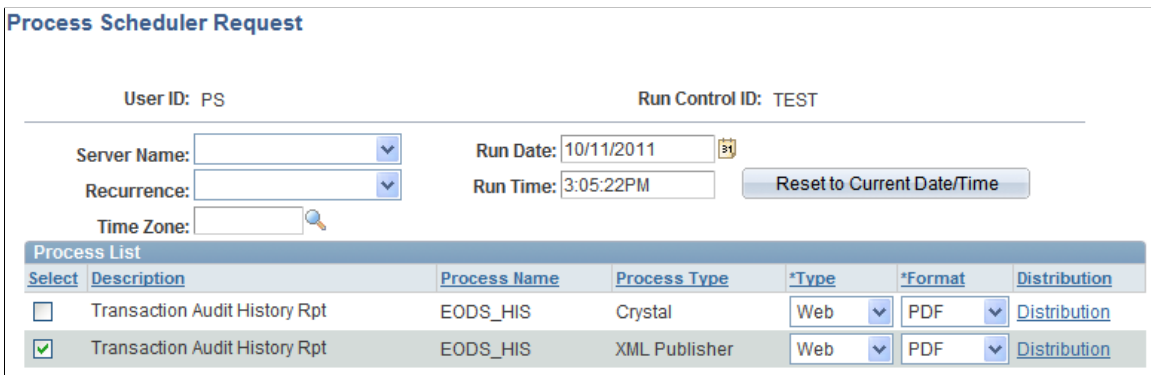 Process Scheduler Request
User ID: PS Run Control ID: TEST
Server Name: Run Date: 10/11/2011 31
Recurrence: Run Time: 3:05:22PM Reset to Current Date/Time
Time Zone:
Process List
Select Description Process Name Process Type *Type *Format Distribution
Transaction Audit History Rpt EODS_HIS Crystal Web PDF Distribution
Transaction Audit History Rpt EODS_HIS XML Publisher Web PDF Distribution